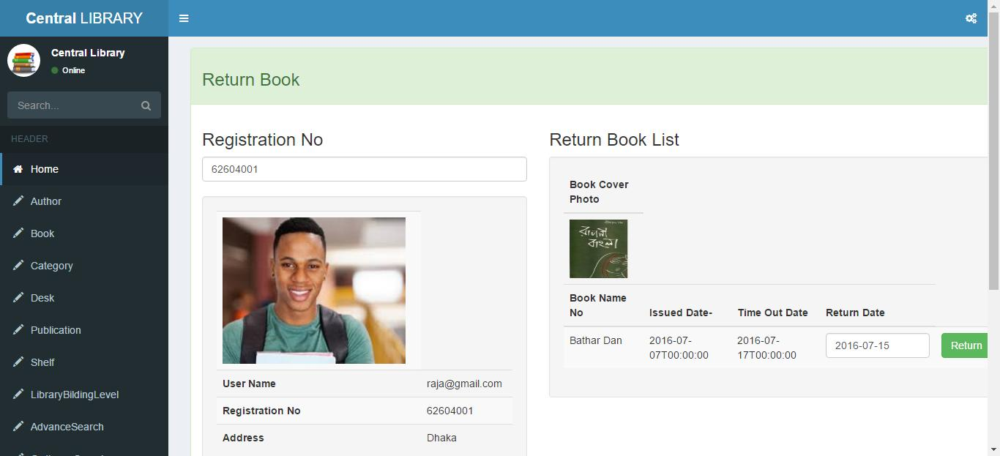 Central LIBRARY
Central Library
Online
Search...
HEADER
Home
Author
Book
Category
Desk
Publication
Shelf
LibraryBildingLevel
AdvanceSearch
Return Book
Registration No
62604001
User Name raja@gmail.com
Registration No 62604001
Address Dhaka
Return Book List
Book Cover
Photo
বাংলা
Book Name
No Issued Date- Time Out Date Return Date
Bathar Dan 2016-07- 2016-07- 2016-07-15 Return
07T00:00:00 17T00:00:00